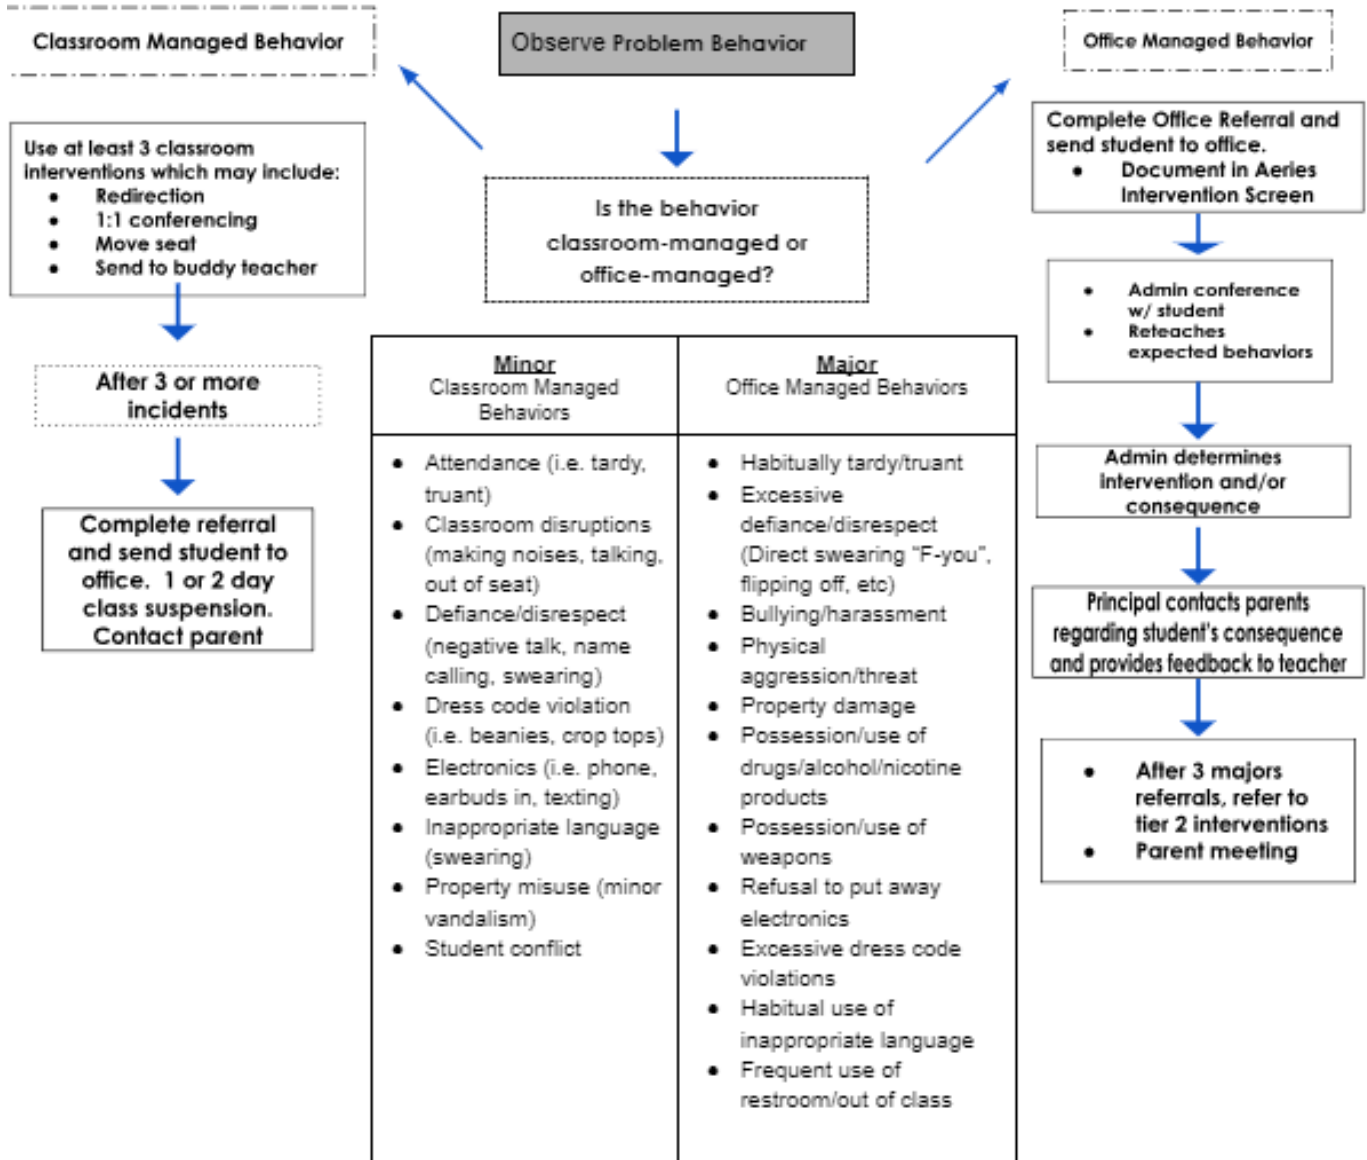 Classroom Managed Behavior
Observe Problem Behavior
Office Managed Behavior
Use at least 3 classroom
interventions which may include:
● Redirection
● 1:1 conferencing
● Move seat
● Send to buddy teacher
After 3 or more
incidents
Complete referral
and send student to
office. 1 or 2 day
class suspension.
Contact parent
Is the behavior
classroom-managed or
office-managed?
Minor
Classroom Managed
Behaviors
● Attendance (i.e. tardy,
truant)
● Classroom disruptions
(making noises, talking,
out of seat)
● Defiance/disrespect
(negative talk, name
calling, swearing)
● Dress code violation
(i.e. beanies, crop tops)
● Electronics (i.e. phone,
earbuds in, texting)
● Inappropriate language
(swearing)
● Property misuse (minor
vandalism)
● Student conflict
Major
Office Managed Behaviors
● Habitually tardy/truant
● Excessive
defiance/disrespect
(Direct swearing "F-you",
flipping off, etc)
● Bullying/harassment
● Physical
aggression/threat
● Property damage
● Possession/use of
drugs/alcohol/nicotine
products
● Possession/use of
weapons
● Refusal to put away
electronics
● Excessive dress code
violations
● Habitual use of
inappropriate language
● Frequent use of
restroom/out of class
Complete Office Referral and
send student to office.
● Document in Aeries
Intervention Screen
● Admin conference
w/ student
● Reteaches
expected behaviors
Admin determines
intervention and/or
consequence
Principal contacts parents
regarding student's consequence
and provides feedback to teacher
● After 3 majors
referrals, refer to
tier 2 interventions
● Parent meeting